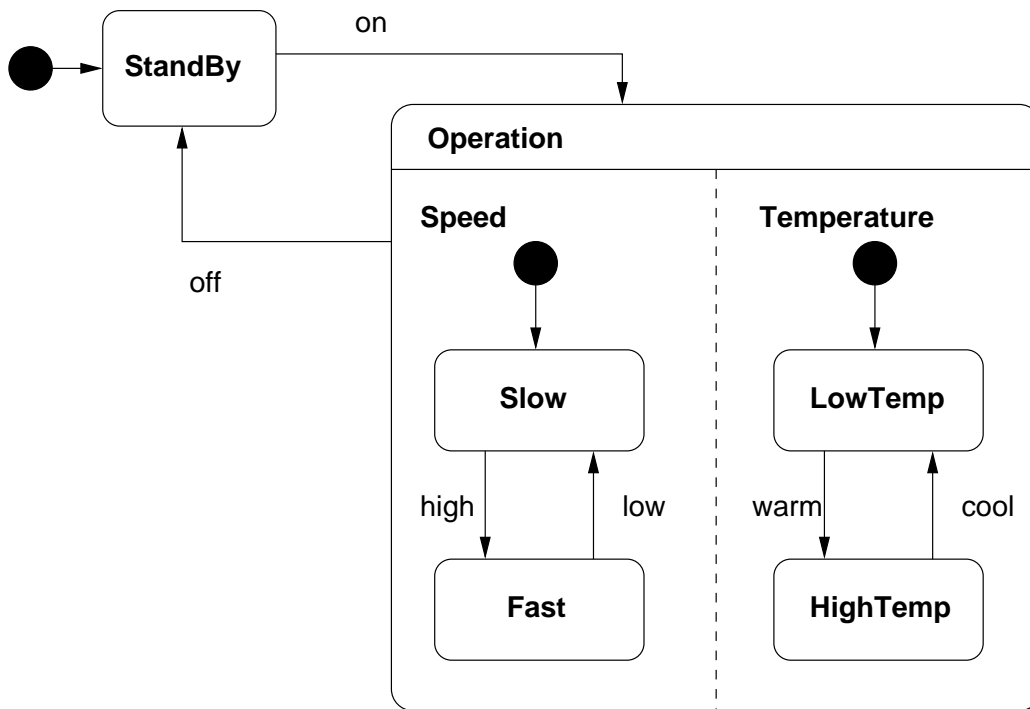 on
StandBy
Operation
Speed
Temperature
off
Slow
LowTemp
high
low
warm
cool
Fast
HighTemp